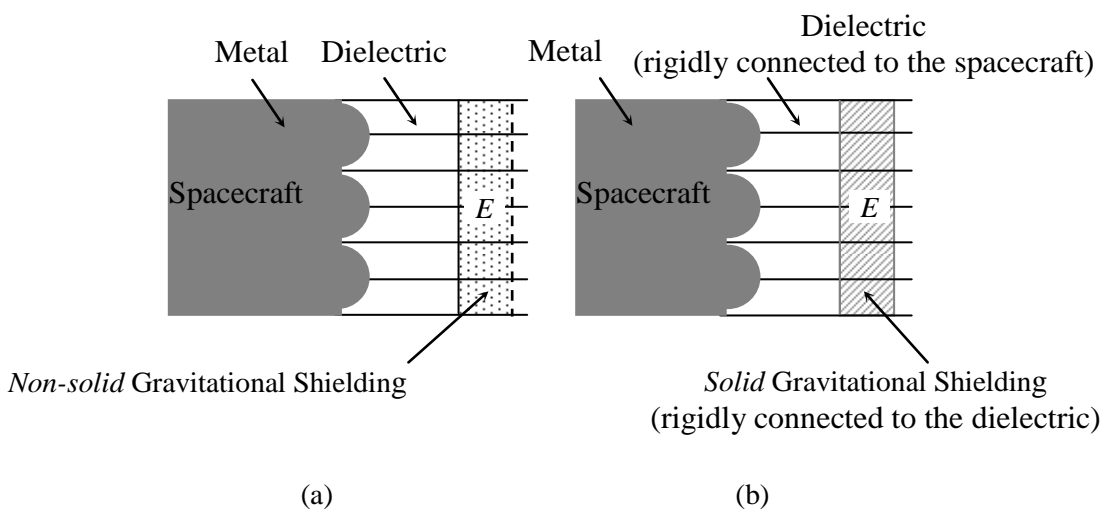 Metal
Dielectric
Spacecraft
E
Non-solid Gravitational Shielding
(a)
Dielectric
(rigidly connected to the spacecraft)
Metal
Spacecraft
E
Solid Gravitational Shielding
(rigidly connected to the dielectric)
(b)